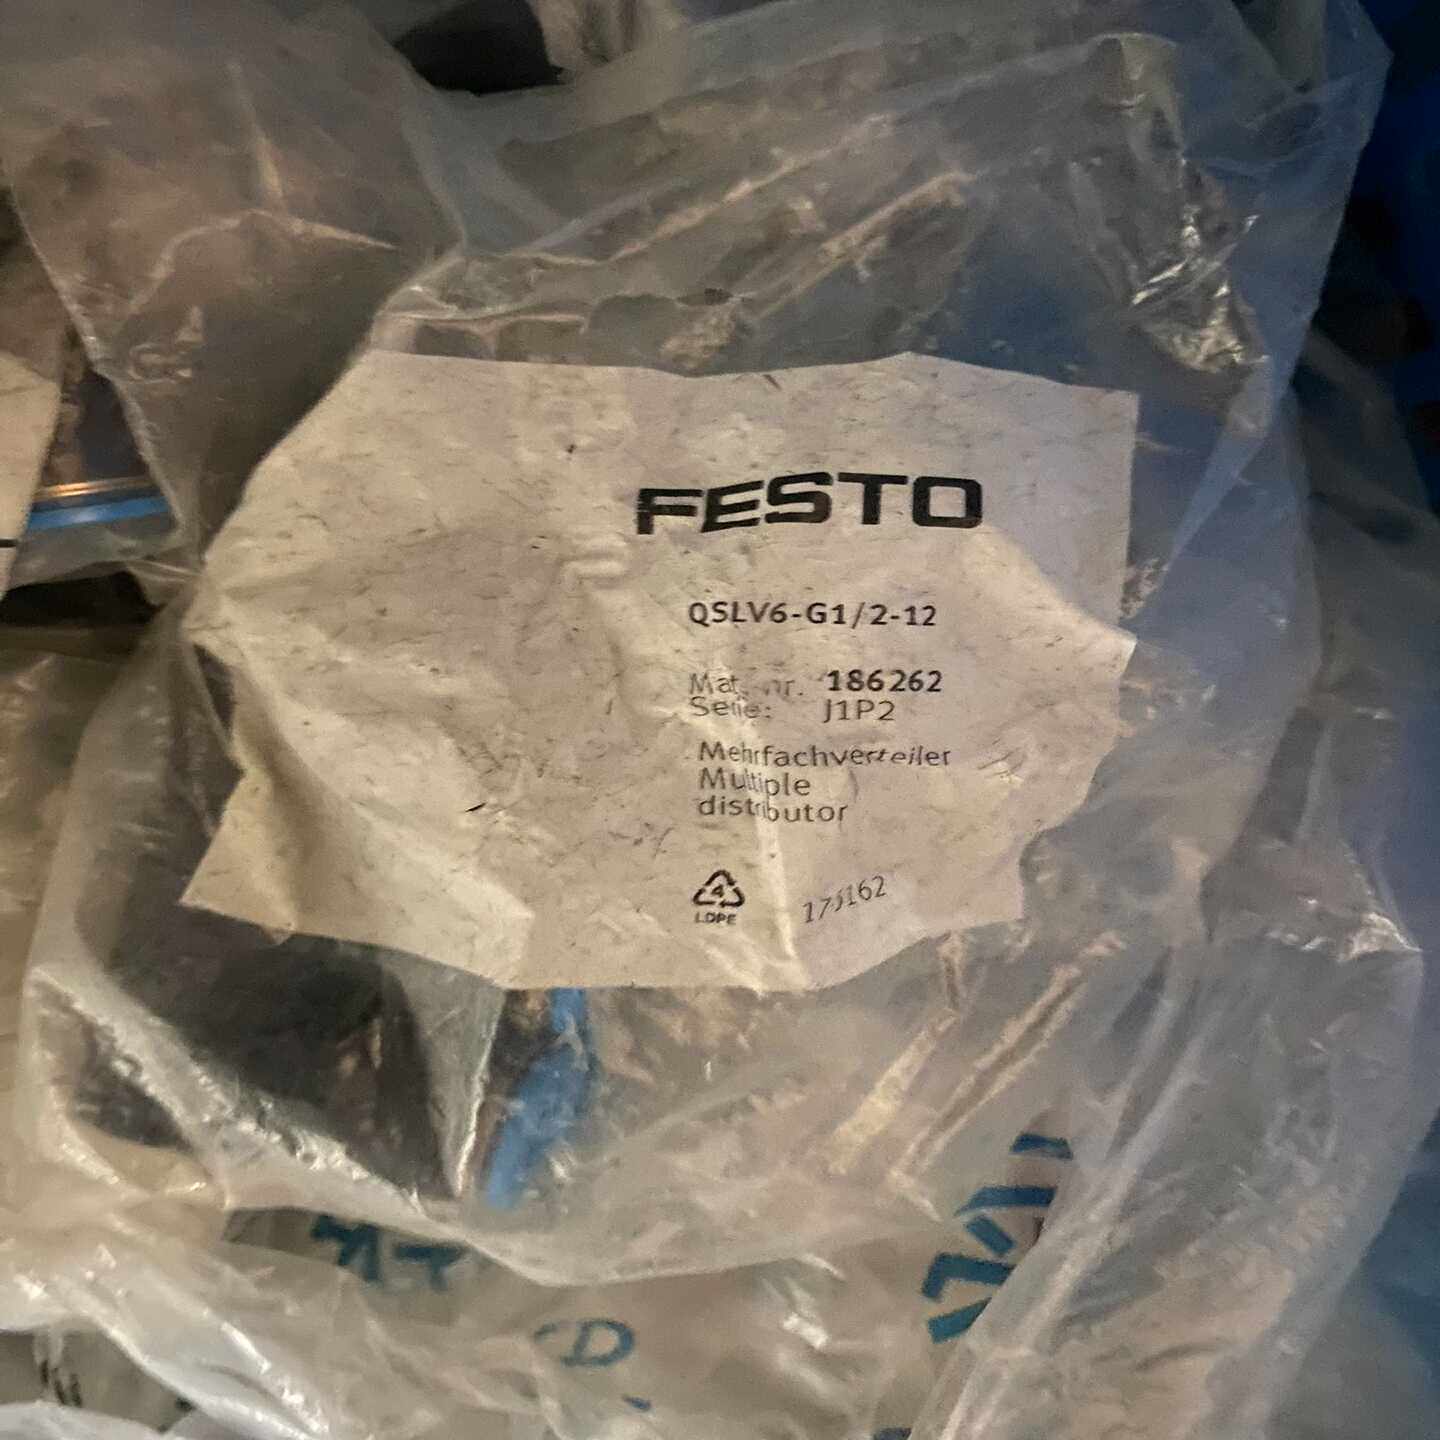 FESTO
QSLV6-G1/2-12
Mat.-nr. 186262
Serie: J1P2
Mehrfachverteiler
Multiple
distributor
4
LDPE